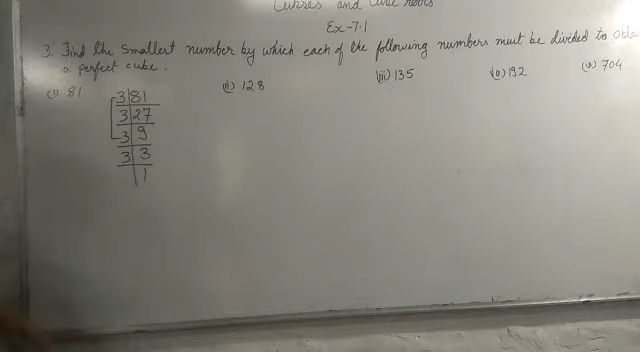 Cubes and Cube roots
Ex-7.1
3. Find the smallest number by which each of the following numbers must be divided to obtain
a perfect cube.
(i) 81 (ii) 128 (iii) 135 (iv) 192 (v) 704
3 81
3 27
3 9
3 3
1